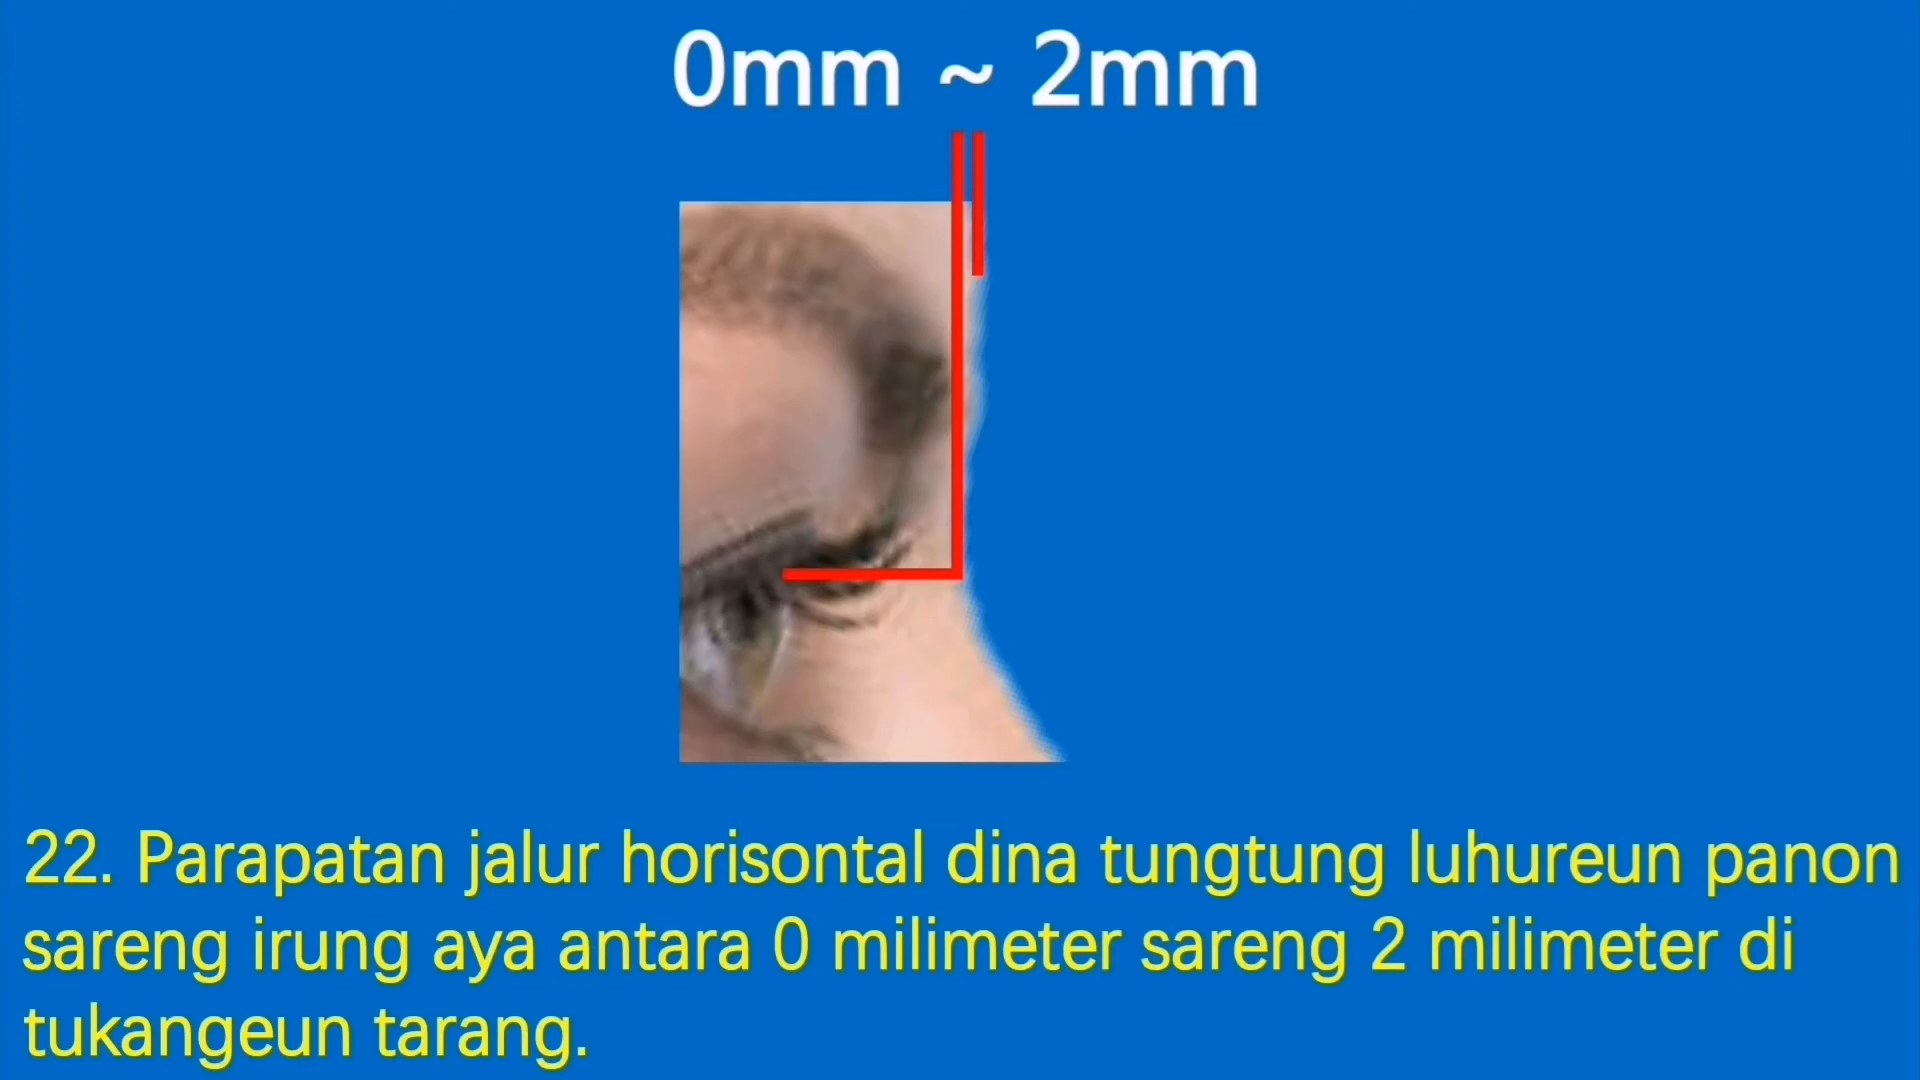 0mm ~ 2mm
22. Parapatan jalur horisontal dina tungtung luhureun panon
sareng irung aya antara 0 milimeter sareng 2 milimeter di
tukangeun tarang.